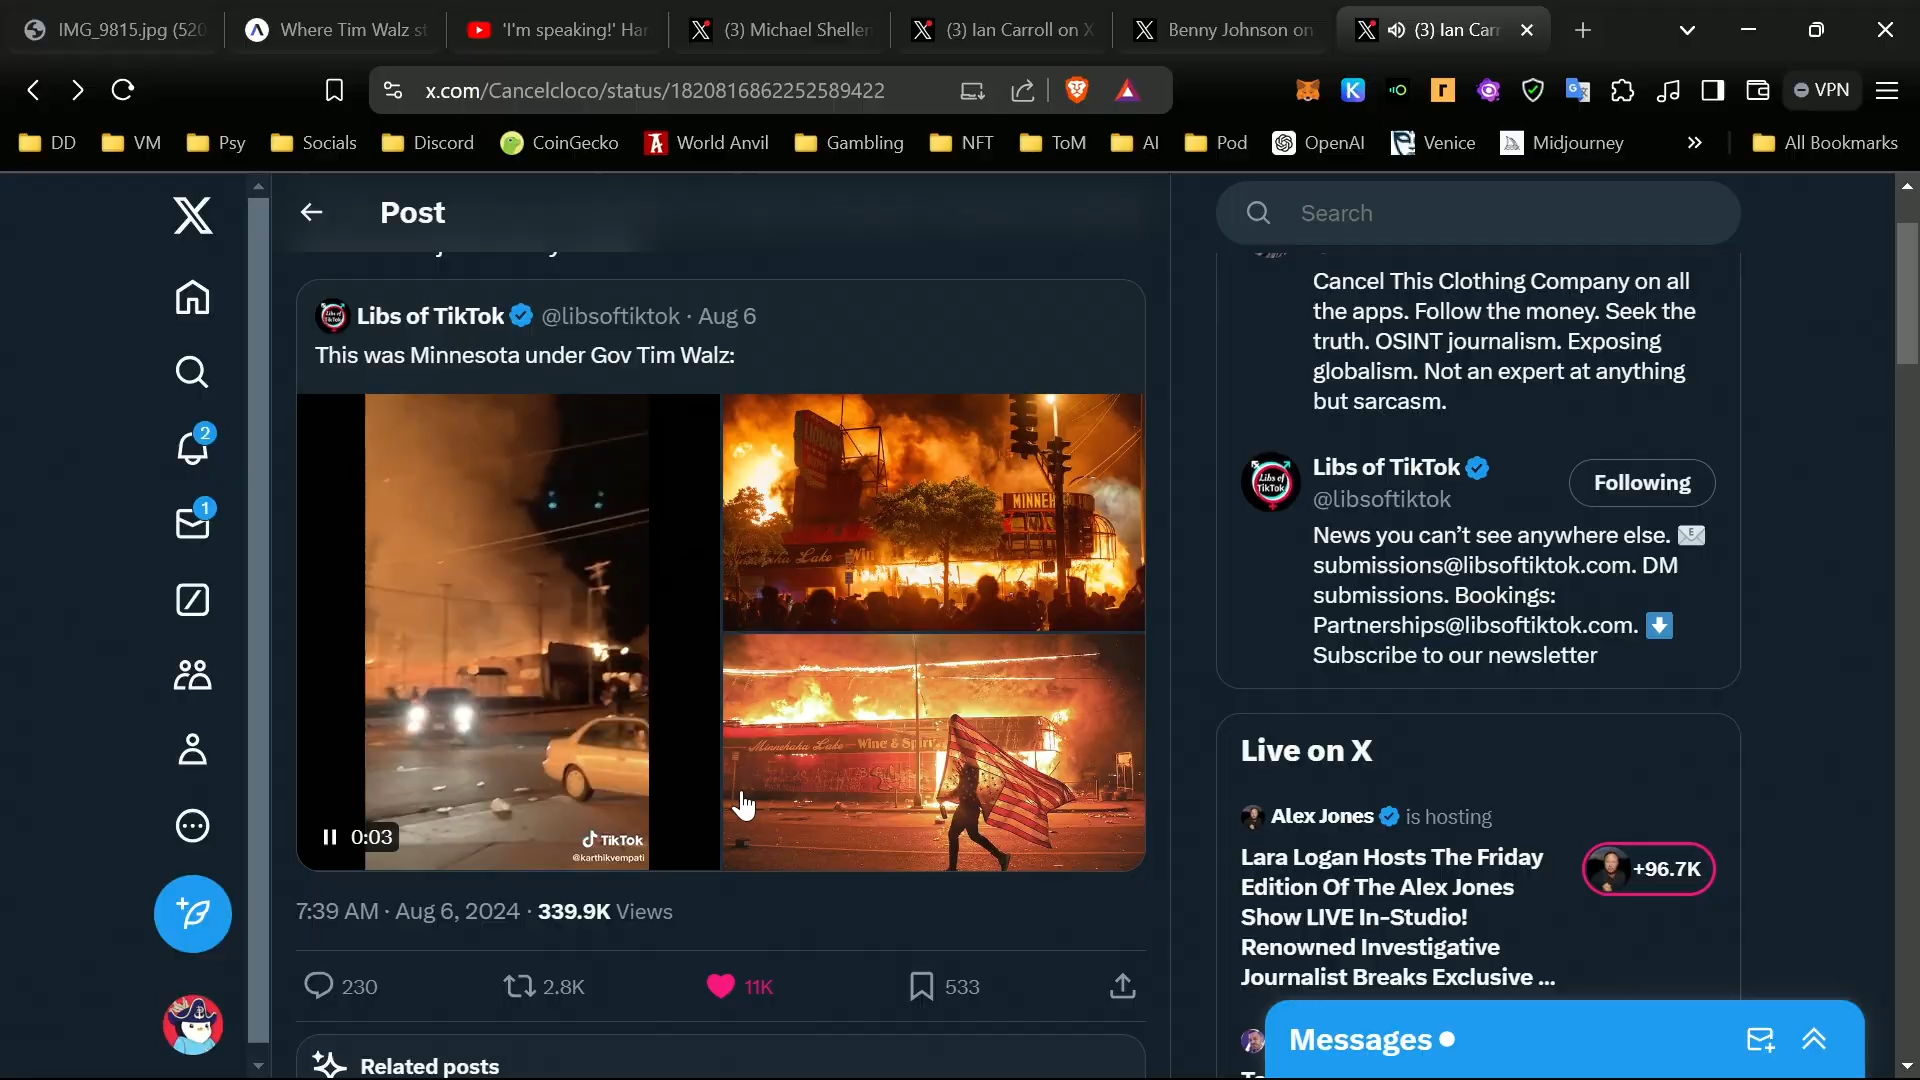 IMG_9815.jpg (520
Where Tim Walz st
'I'm speaking!' Har
(3) Michael Shellen
(3) Ian Carroll on X
Benny Johnson on
(3) Ian Carr
x.com/Cancelcloco/status/1820816862252589422
VPN
DD
VM
Psy
Socials
Discord
CoinGecko
World Anvil
Gambling
NFT
ToM
AI
Pod
OpenAI
Venice
Midjourney
All Bookmarks
Post
Search
Libs of TikTok @libsoftiktok · Aug 6
This was Minnesota under Gov Tim Walz:
LIQUOR
MINNEH
Minnehaha Lake Wine & Spirits
0:03
TikTok
@karthikvempati
7:39 AM · Aug 6, 2024 · 339.9K Views
230
2.8K
11K
533
Related posts
2
1
Cancel This Clothing Company on all
the apps. Follow the money. Seek the
truth. OSINT journalism. Exposing
globalism. Not an expert at anything
but sarcasm.
Libs of TikTok
@libsoftiktok
Following
News you can't see anywhere else.
submissions@libsoftiktok.com. DM
submissions. Bookings:
Partnerships@libsoftiktok.com.
Subscribe to our newsletter
Live on X
Alex Jones is hosting
Lara Logan Hosts The Friday
Edition Of The Alex Jones
Show LIVE In-Studio!
Renowned Investigative
Journalist Breaks Exclusive ...
+96.7K
Messages